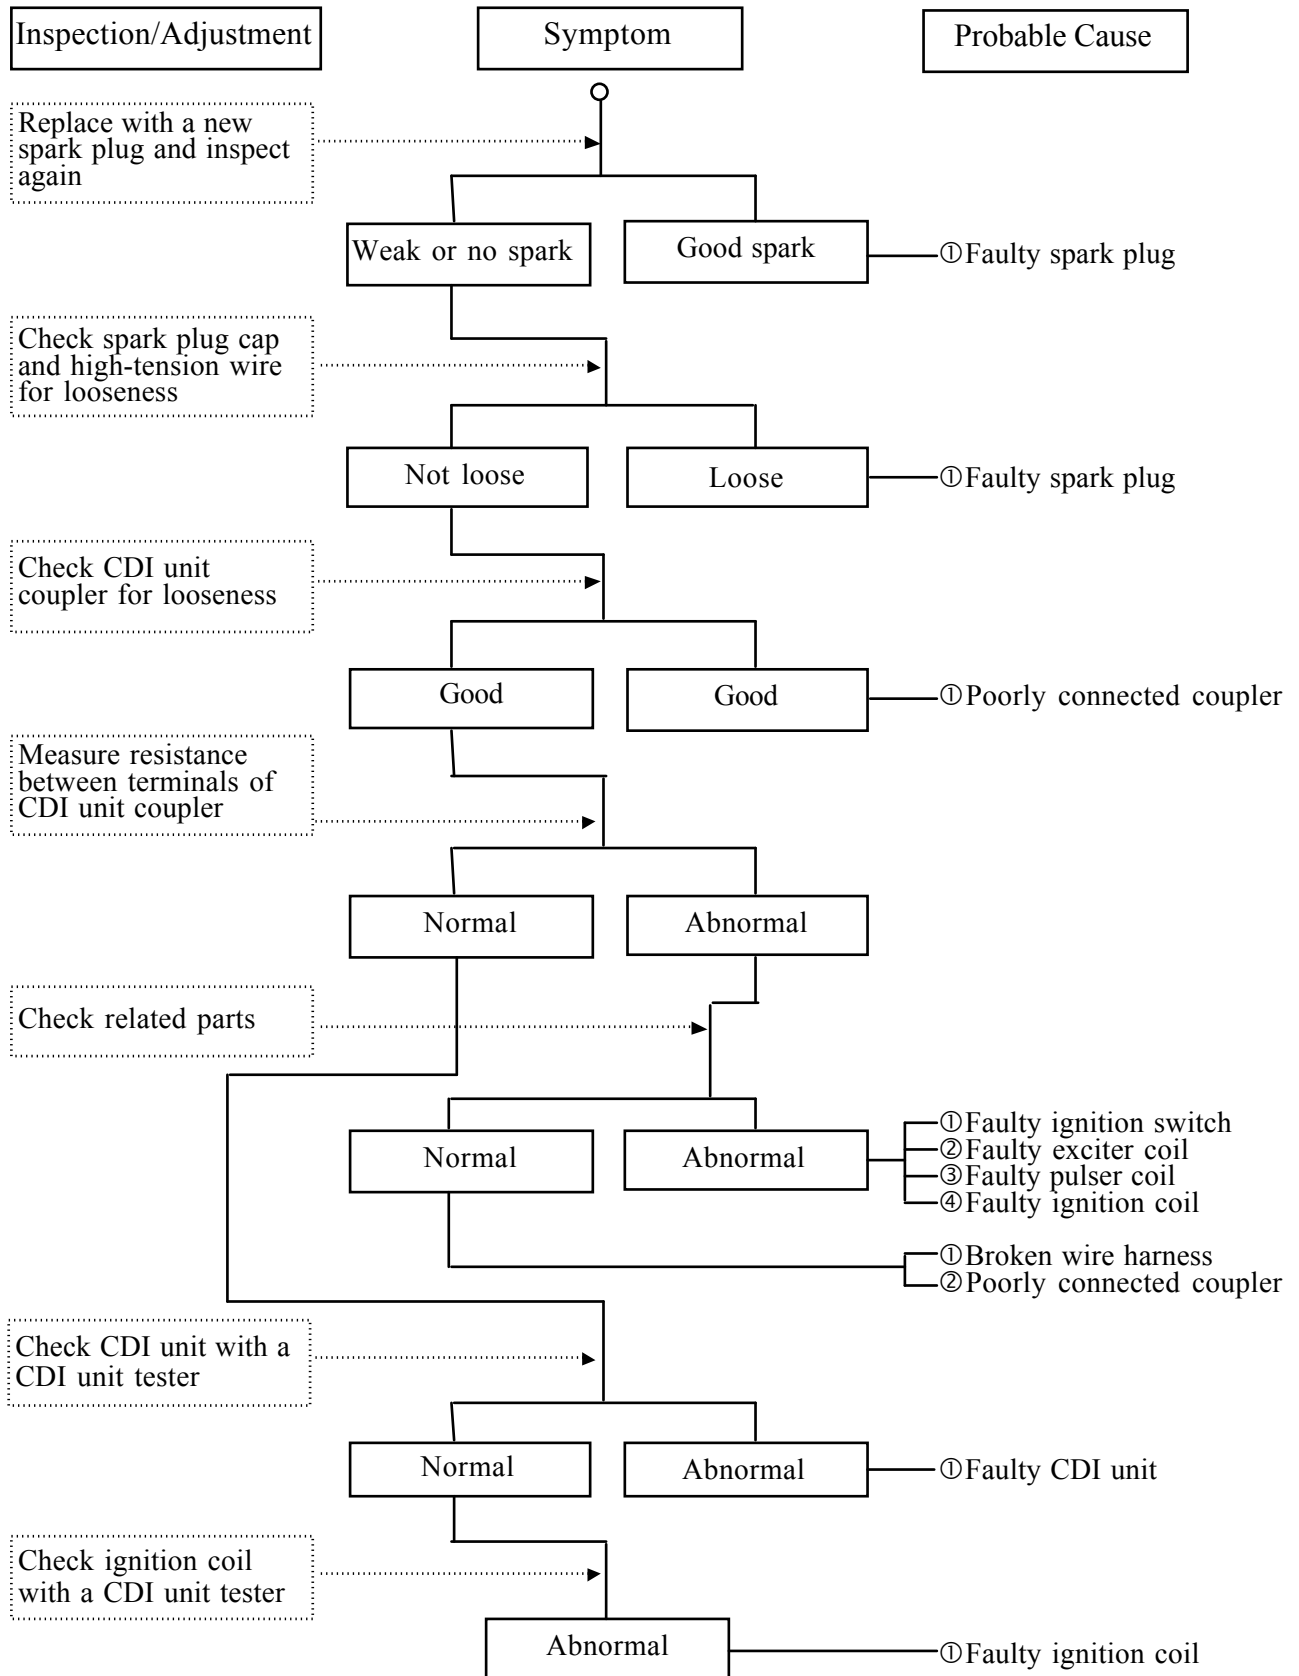 Inspection/Adjustment
Symptom
Probable Cause
Replace with a new
spark plug and inspect
again
Weak or no spark
Good spark
①Faulty spark plug
Check spark plug cap
and high-tension wire
for looseness
Not loose
Loose
①Faulty spark plug
Check CDI unit
coupler for looseness
Good
Good
①Poorly connected coupler
Measure resistance
between terminals of
CDI unit coupler
Normal
Abnormal
Check related parts
Normal
Abnormal
①Faulty ignition switch
②Faulty exciter coil
③Faulty pulser coil
④Faulty ignition coil
①Broken wire harness
②Poorly connected coupler
Check CDI unit with a
CDI unit tester
Normal
Abnormal
①Faulty CDI unit
Check ignition coil
with a CDI unit tester
Abnormal
①Faulty ignition coil